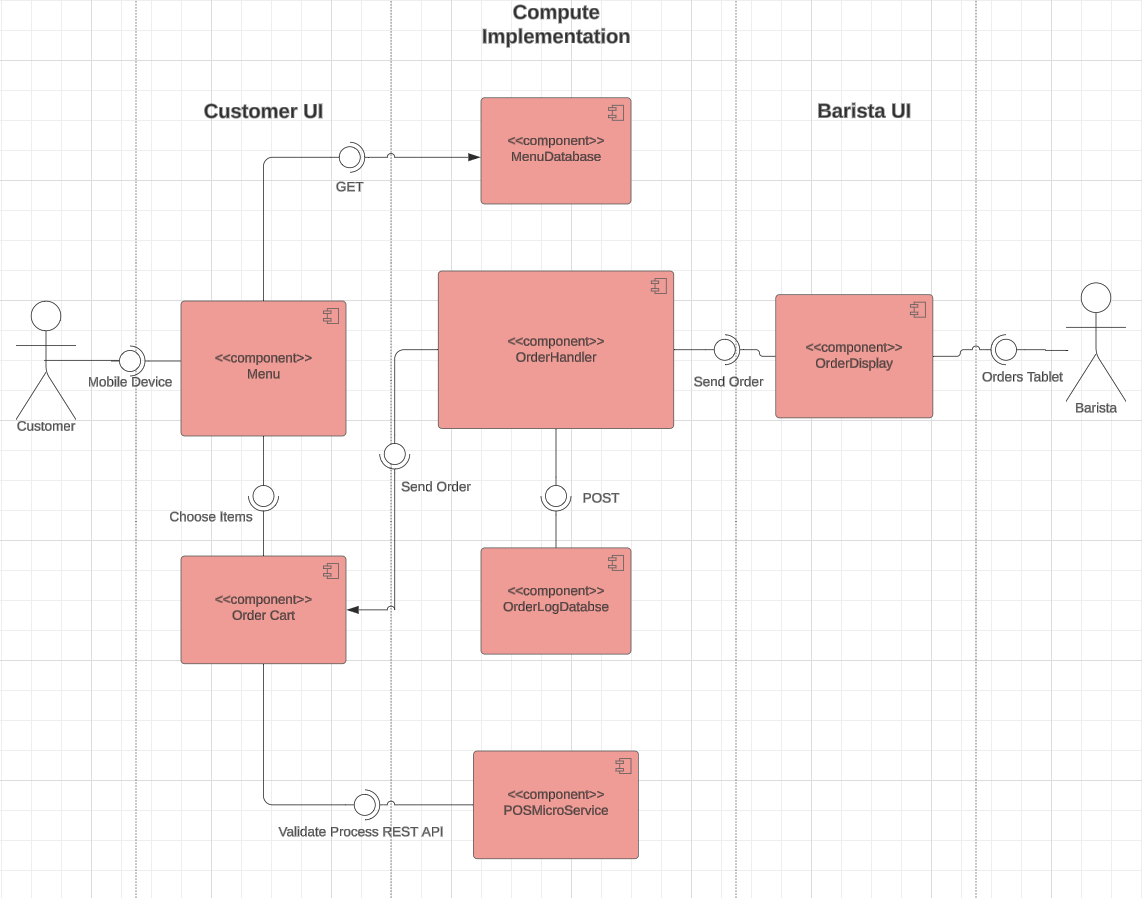 Compute
Implementation
Customer UI
Barista UI
<<component>>
MenuDatabase
GET
<<component>>
Menu
Mobile Device
Customer
<<component>>
OrderHandler
Send Order
<<component>>
OrderDisplay
Orders Tablet
Barista
Send Order
Choose Items
POST
<<component>>
Order Cart
<<component>>
OrderLogDatabse
<<component>>
POSMicroService
Validate Process REST API